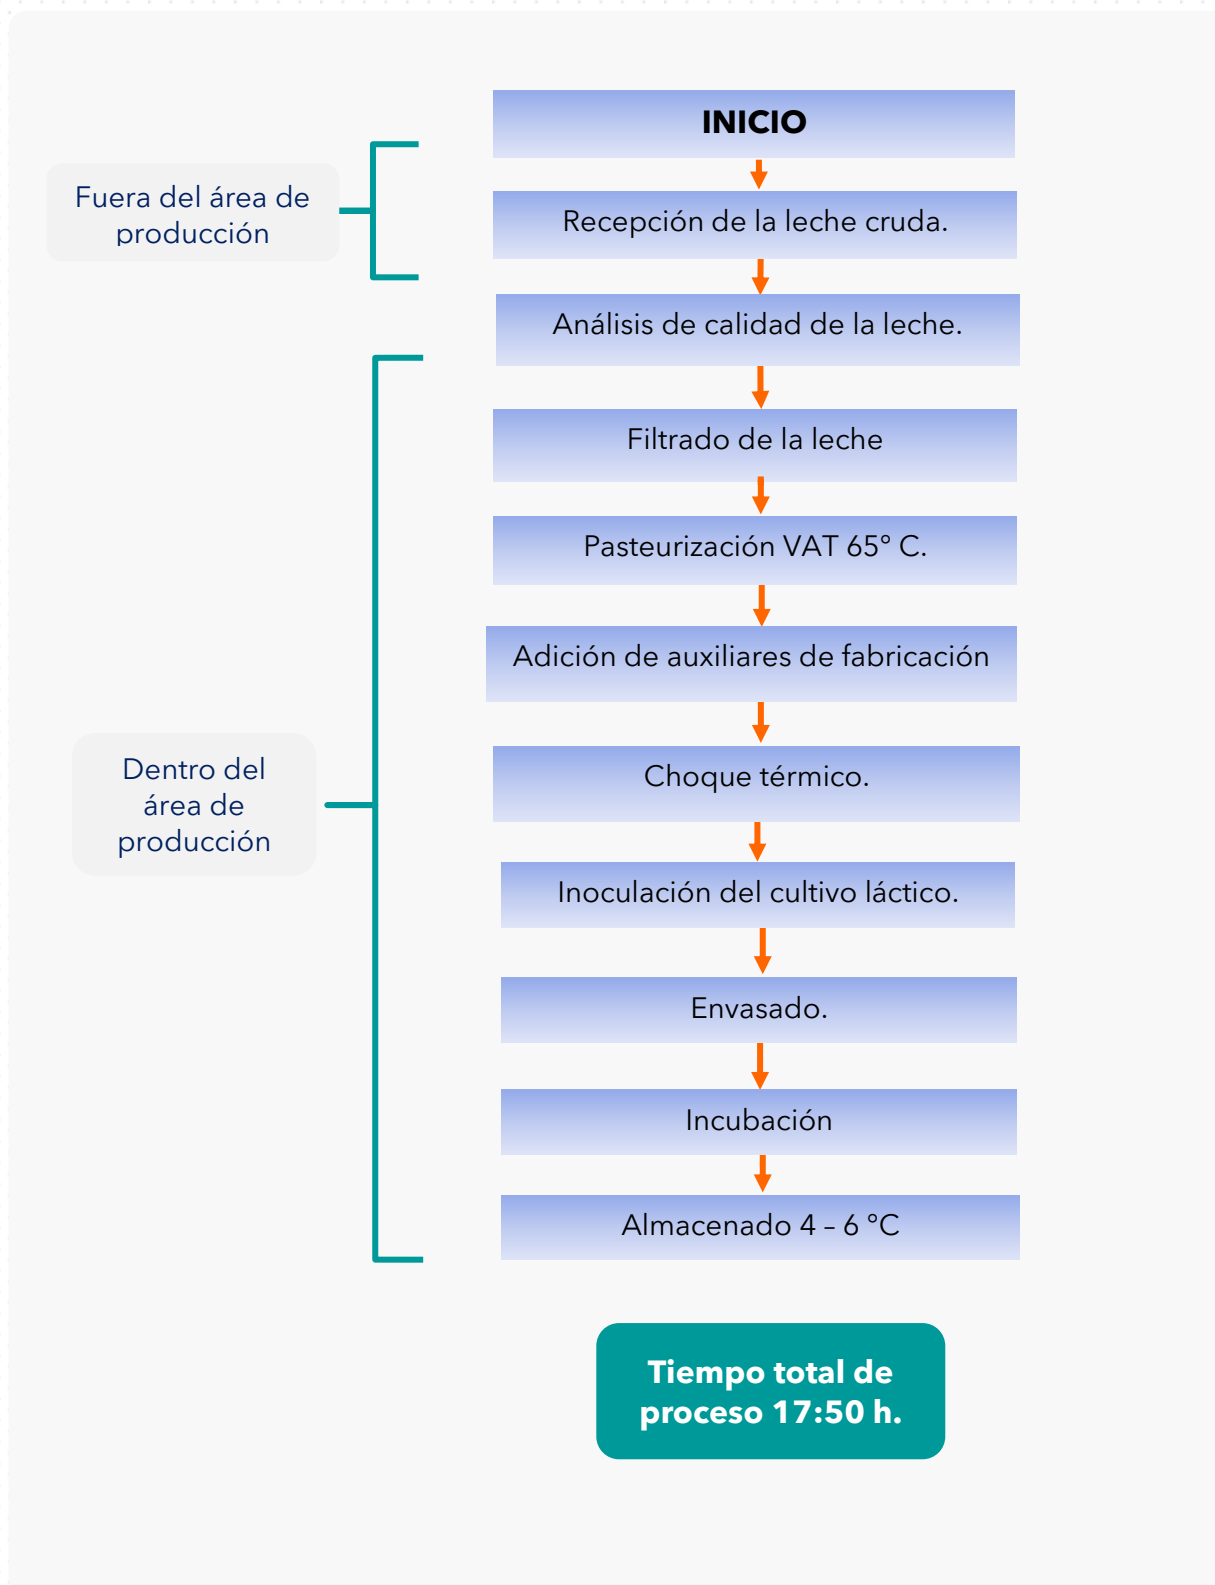 INICIO
Fuera del área de
producción
Recepción de la leche cruda.
Análisis de calidad de la leche.
Filtrado de la leche
Pasteurización VAT 65° C.
Adición de auxiliares de fabricación
Dentro del
área de
producción
Choque térmico.
Inoculación del cultivo láctico.
Envasado.
Incubación
Almacenado 4 – 6 °C
Tiempo total de
proceso 17:50 h.